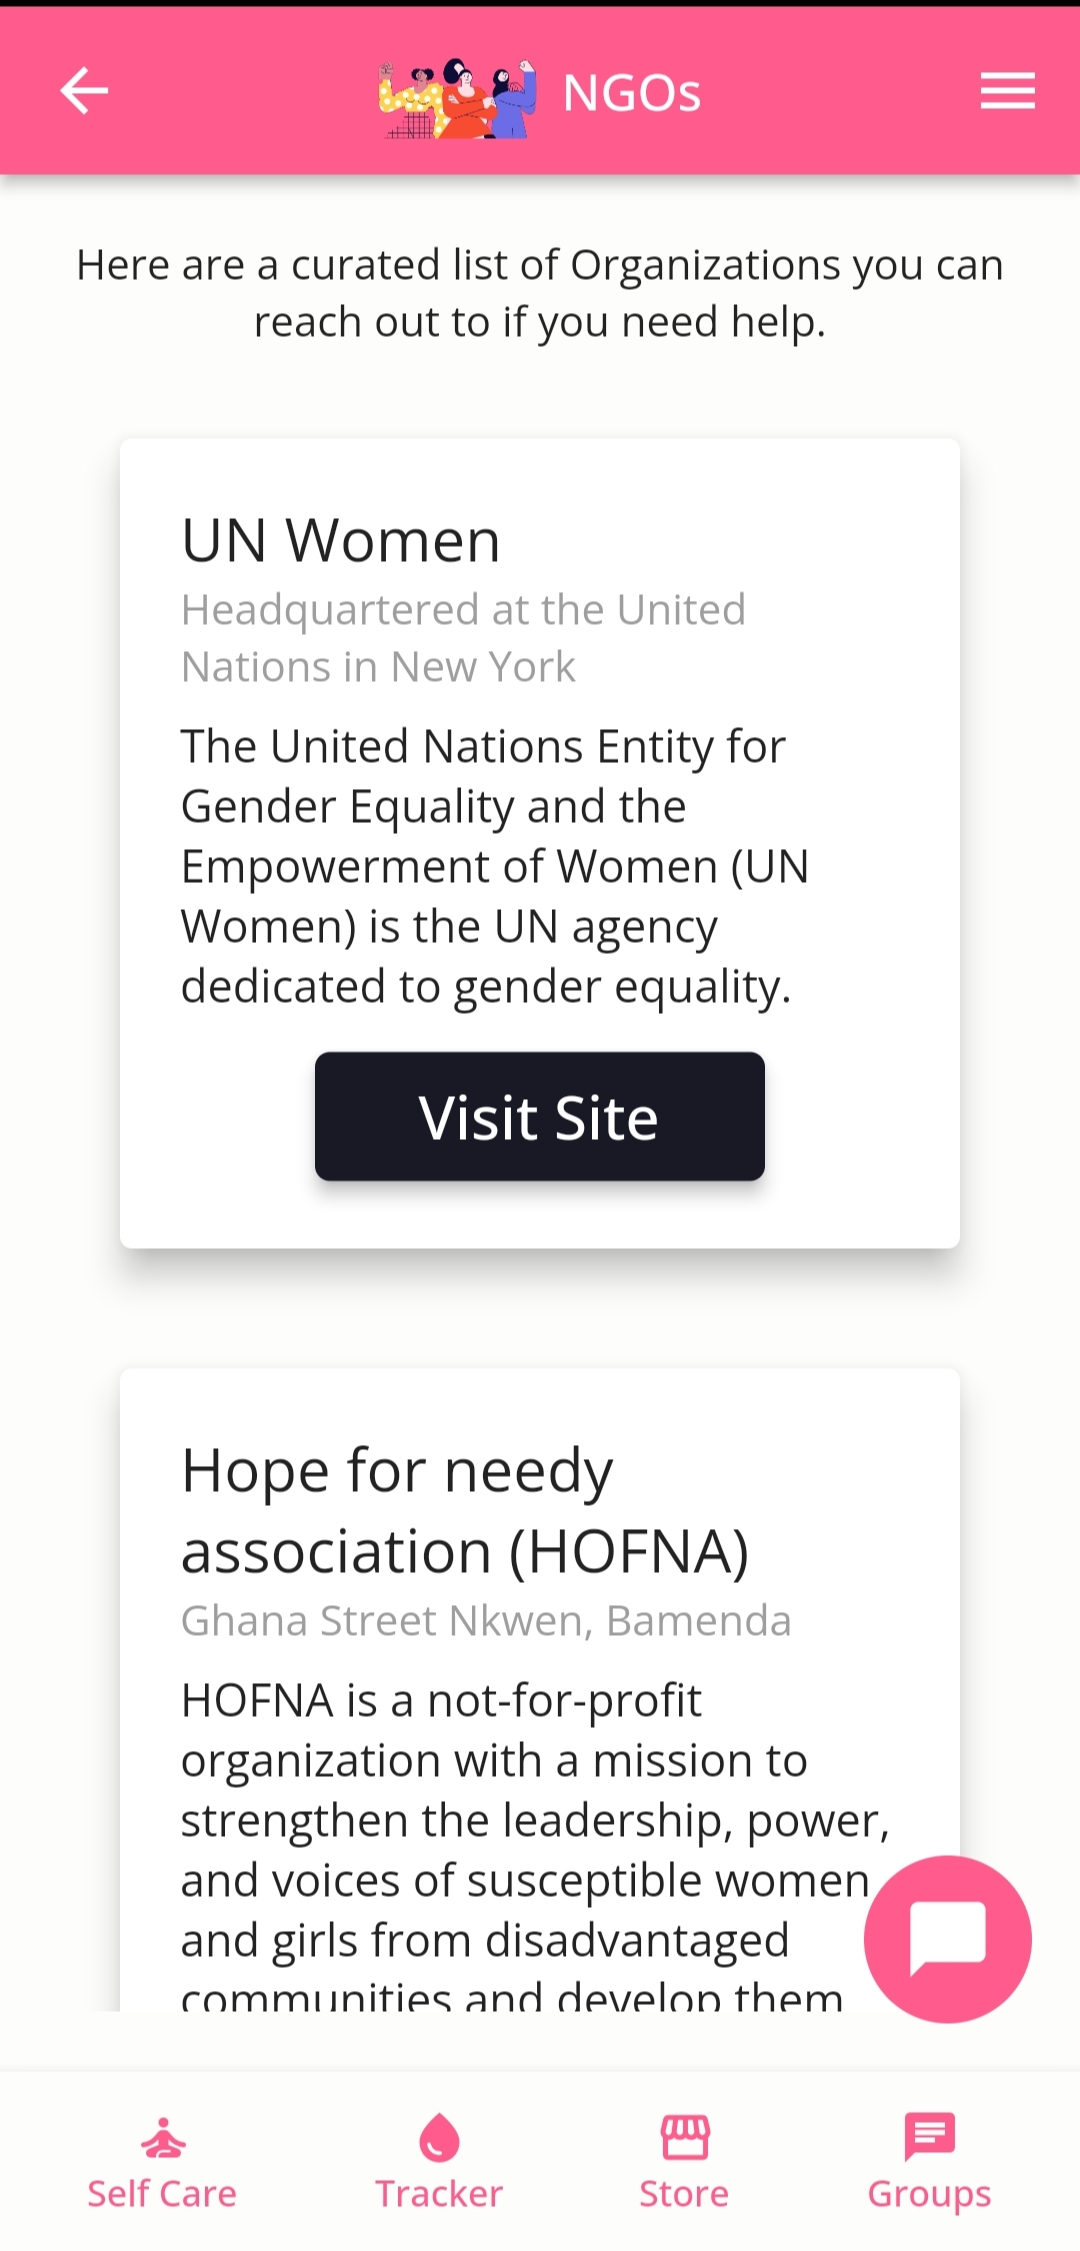 NGOs
Here are a curated list of Organizations you can
reach out to if you need help.
UN Women
Headquartered at the United
Nations in New York
The United Nations Entity for
Gender Equality and the
Empowerment of Women (UN
Women) is the UN agency
dedicated to gender equality.
Visit Site
Hope for needy
association (HOFNA)
Ghana Street Nkwen, Bamenda
HOFNA is a not-for-profit
organization with a mission to
strengthen the leadership, power,
and voices of susceptible women
and girls from disadvantaged
communities and develop them
Self Care
Tracker
Store
Groups